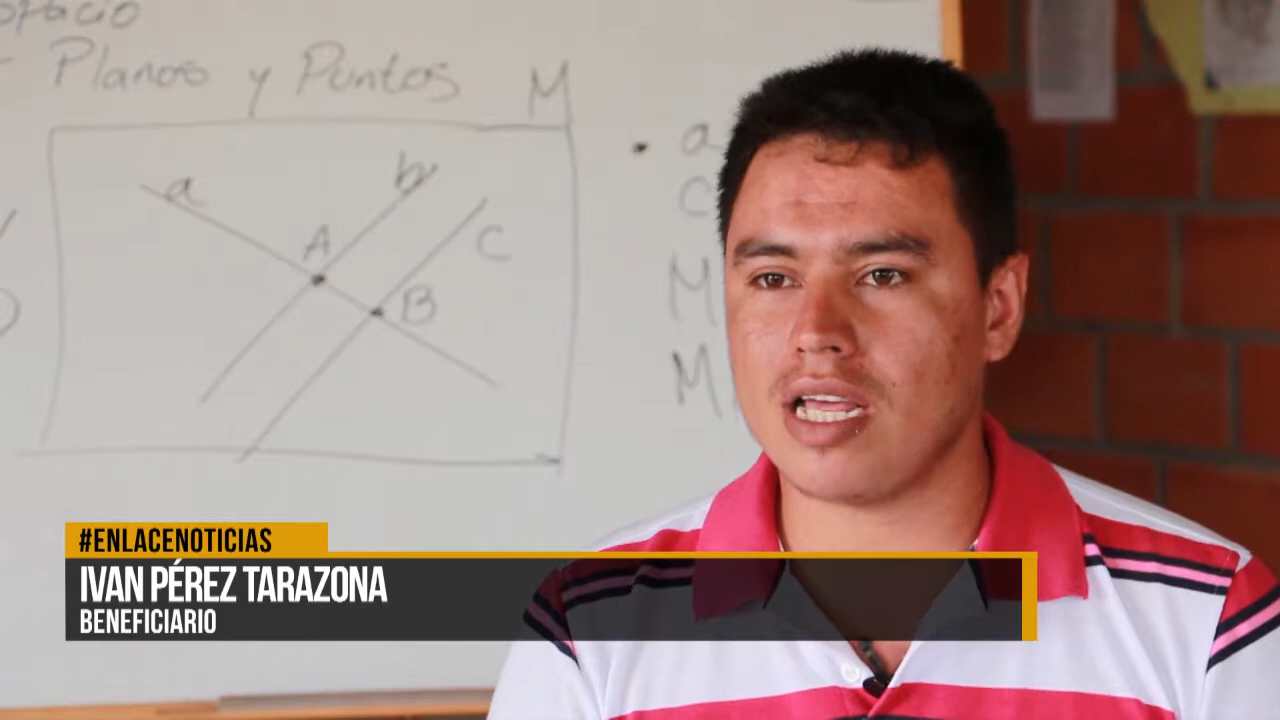 Planos y Puntos
M
a
b
A
C
B
a
C
M
M
#ENLACENOTICIAS
IVAN PÉREZ TARAZONA
BENEFICIARIO